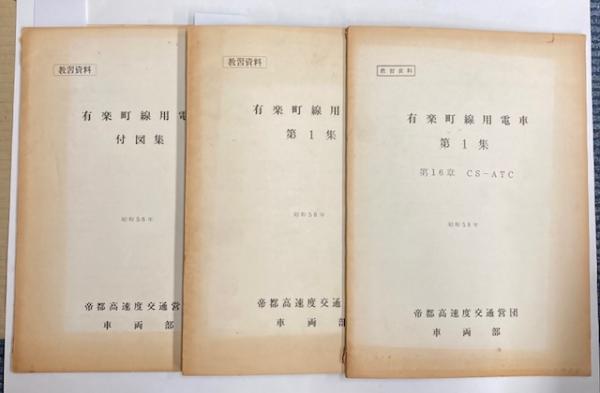 教習資料
有楽町線用電
付図集
昭和58年
帝都高速度交通営
車両部
教習資料
有楽町線用
第1集
昭和58年
帝都高速度交通
車両部
教習資料
有楽町線用電車
第1集
第16章 CS-ATC
昭和58年
帝都高速度交通営団
車両部